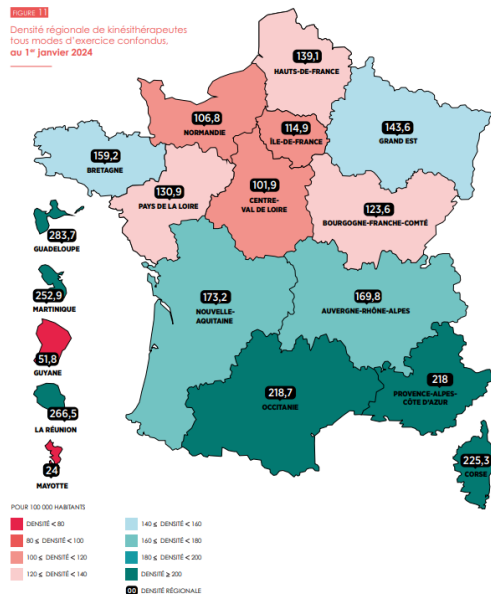 FIGURE 11
Densité régionale de kinésithérapeutes
tous modes d'exercice confondus,
au 1er janvier 2024
139,1
HAUTS-DE-FRANCE
106,8
NORMANDIE
114,9
ÎLE-DE-FRANCE
143,6
GRAND EST
159,2
BRETAGNE
130,9
PAYS DE LA LOIRE
101,9
CENTRE-
VAL DE LOIRE
123,6
BOURGOGNE-FRANCHE-COMTÉ
283,7
GUADELOUPE
252,9
MARTINIQUE
173,2
NOUVELLE-
AQUITAINE
169,8
AUVERGNE-RHÔNE-ALPES
51,8
GUYANE
266,5
LA RÉUNION
218,7
OCCITANIE
218
PROVENCE-ALPES-
CÔTE D'AZUR
24
MAYOTTE
225,3
CORSE
POUR 100 000 HABITANTS
DENSITÉ < 80
80 ≤ DENSITÉ < 100
100 ≤ DENSITÉ < 120
120 ≤ DENSITÉ < 140
140 ≤ DENSITÉ < 160
160 ≤ DENSITÉ < 180
180 ≤ DENSITÉ < 200
DENSITÉ ≥ 200
00 DENSITÉ RÉGIONALE